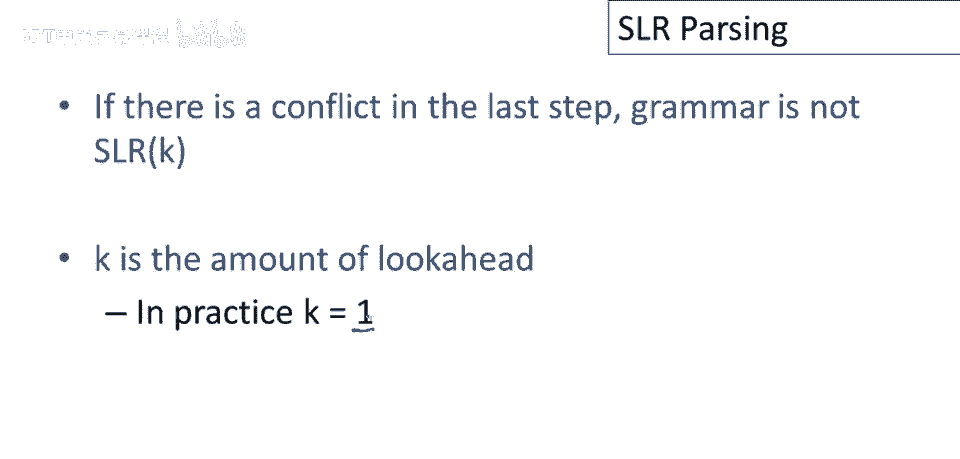 SLR Parsing
• If there is a conflict in the last step, grammar is not
SLR(k)
• k is the amount of lookahead
– In practice k = 1